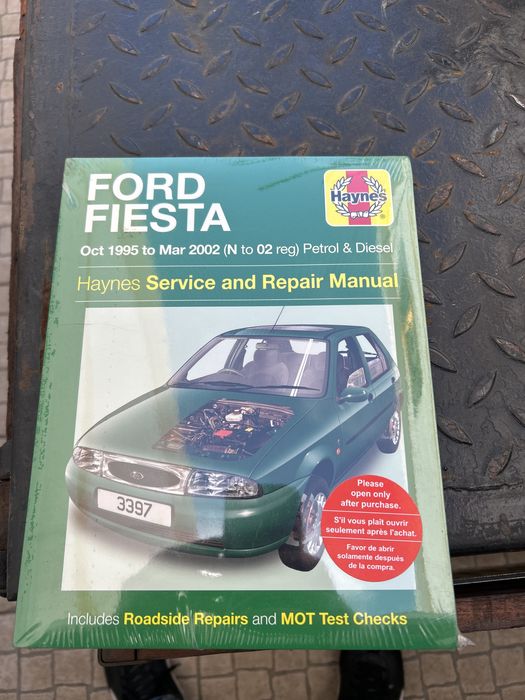 FORD
FIESTA
Haynes
Oct 1995 to Mar 2002 (N to 02 reg) Petrol & Diesel
Haynes Service and Repair Manual
3397
Please
open only
after purchase.
S'il vous plaît ouvrir
seulement après l'achat.
Favor de abrir
solamente después
de la compra.
Includes Roadside Repairs and MOT Test Checks